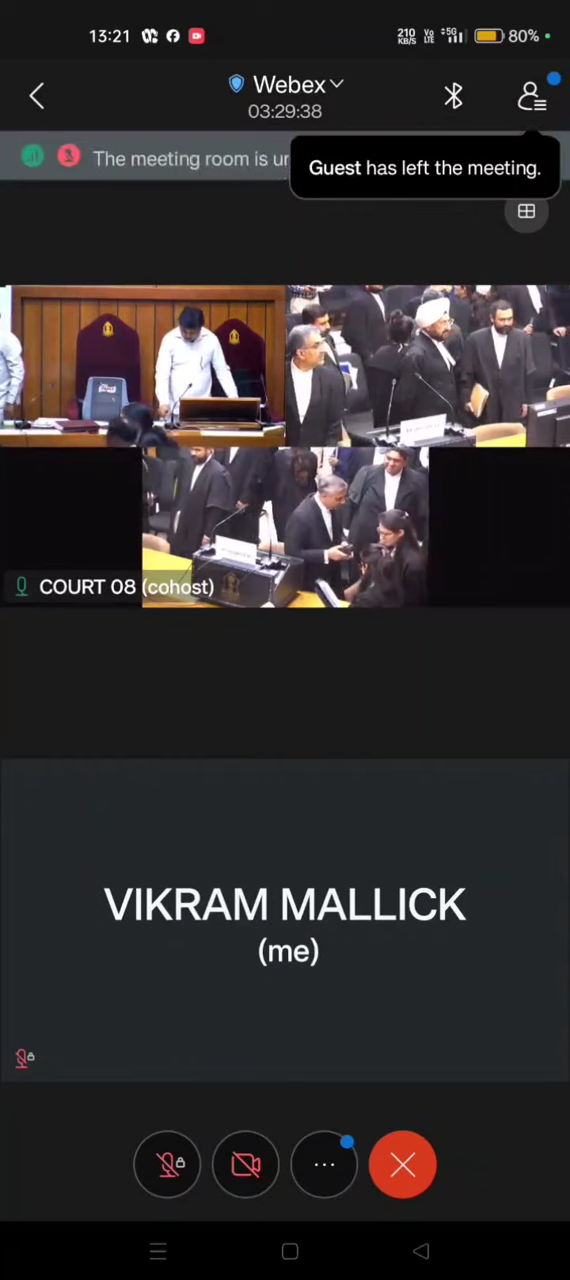 13:21
210 KB/S
Vo LTE
5G
80%
Webex
03:29:38
The meeting room is ur
Guest has left the meeting.
COURT 08 (cohost)
VIKRAM MALLICK
(me)